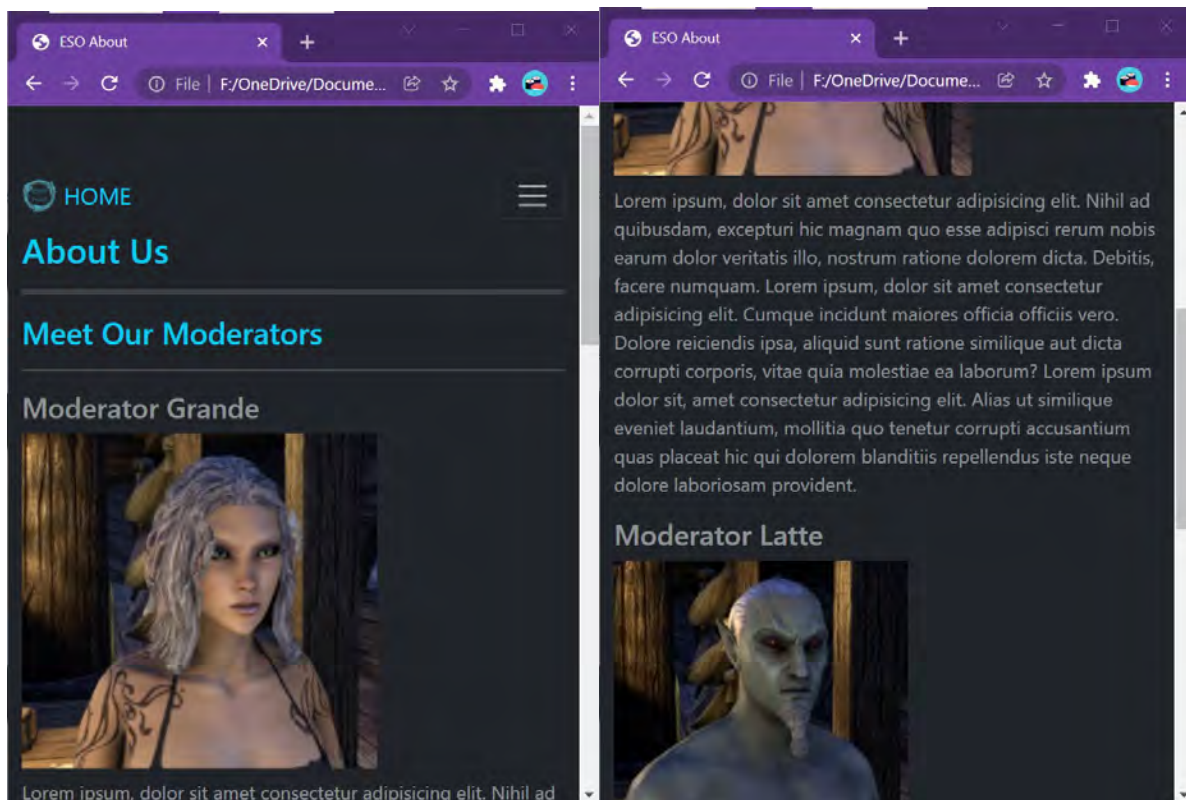 ESO About
File | F:/OneDrive/Docume...
HOME
About Us
Meet Our Moderators
Moderator Grande
Lorem ipsum, dolor sit amet consectetur adipisicing elit. Nihil ad
ESO About
File | F:/OneDrive/Docume...
Lorem ipsum, dolor sit amet consectetur adipisicing elit. Nihil ad
quibusdam, excepturi hic magnam quo esse adipisci rerum nobis
earum dolor veritatis illo, nostrum ratione dolorem dicta. Debitis,
facere numquam. Lorem ipsum, dolor sit amet consectetur
adipisicing elit. Cumque incidunt maiores officia officiis vero.
Dolore reiciendis ipsa, aliquid sunt ratione similique aut dicta
corrupti corporis, vitae quia molestiae ea laborum? Lorem ipsum
dolor sit, amet consectetur adipisicing elit. Alias ut similique
eveniet laudantium, mollitia quo tenetur corrupti accusantium
quas placeat hic qui dolorem blanditiis repellendus iste neque
dolore laboriosam provident.
Moderator Latte